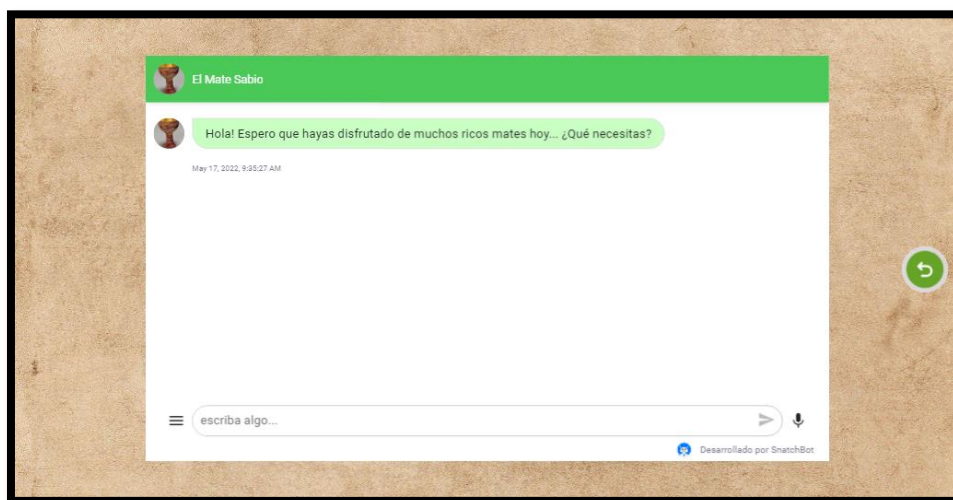 El Mate Sabio
Hola! Espero que hayas disfrutado de muchos ricos mates hoy... ¿Qué necesitas?
May 17, 2022, 9:35:27 AM
escriba algo...
Desarrollado por SnatchBot